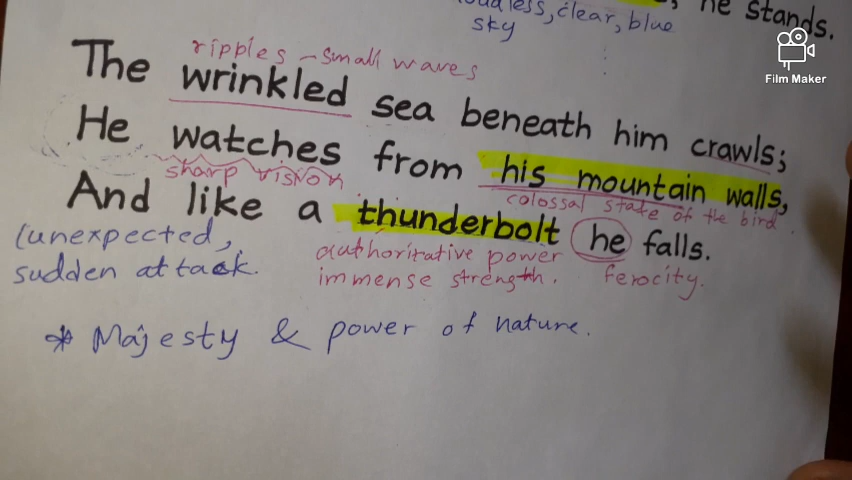 cloudless, clear, blue he stands.
sky
ripples - small waves
The wrinkled sea beneath him crawls;
He watches from his mountain walls,
sharp vision colossal state of the bird.
And like a thunderbolt he falls.
(unexpected, authoritative power
sudden attack. immense strength. ferocity.
* Majesty & power of nature.
Film Maker